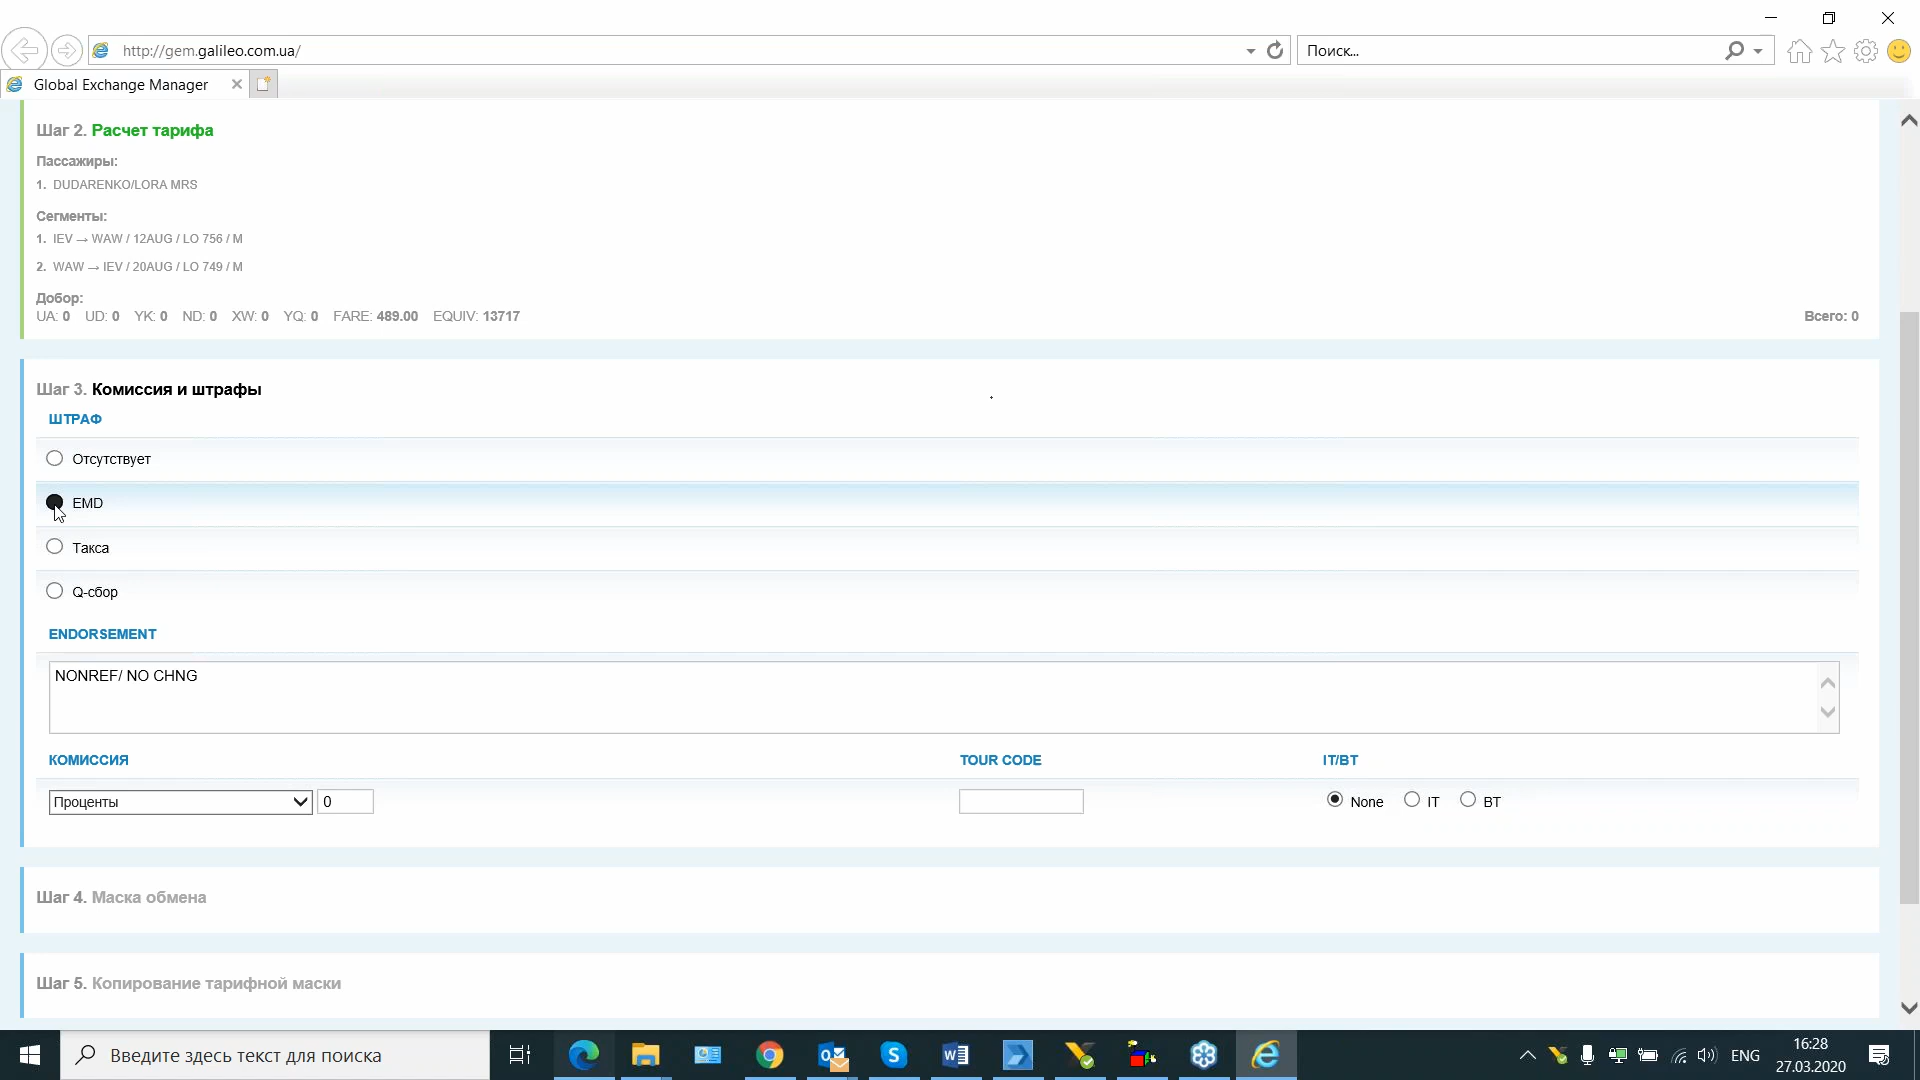 http://gem.galileo.com.ua/
Поиск...
Global Exchange Manager
Шаг 2. Расчет тарифа
Пассажиры:
1. DUDARENKO/LORA MRS
Сегменты:
1. IEV → WAW / 12AUG / LO 756 / M
2. WAW → IEV / 20AUG / LO 749 / M
Добор:
UA: 0 UD: 0 YK: 0 ND: 0 XW: 0 YQ: 0 FARE: 489.00 EQUIV: 13717 Всего: 0
Шаг 3. Комиссия и штрафы
ШТРАФ
Отсутствует
EMD
Такса
Q-сбор
ENDORSEMENT
NONREF/ NO CHNG
КОМИССИЯ TOUR CODE IT/BT
Проценты 0 None IT BT
Шаг 4. Маска обмена
Шаг 5. Копирование тарифной маски
Введите здесь текст для поиска
ENG
16:28
27.03.2020